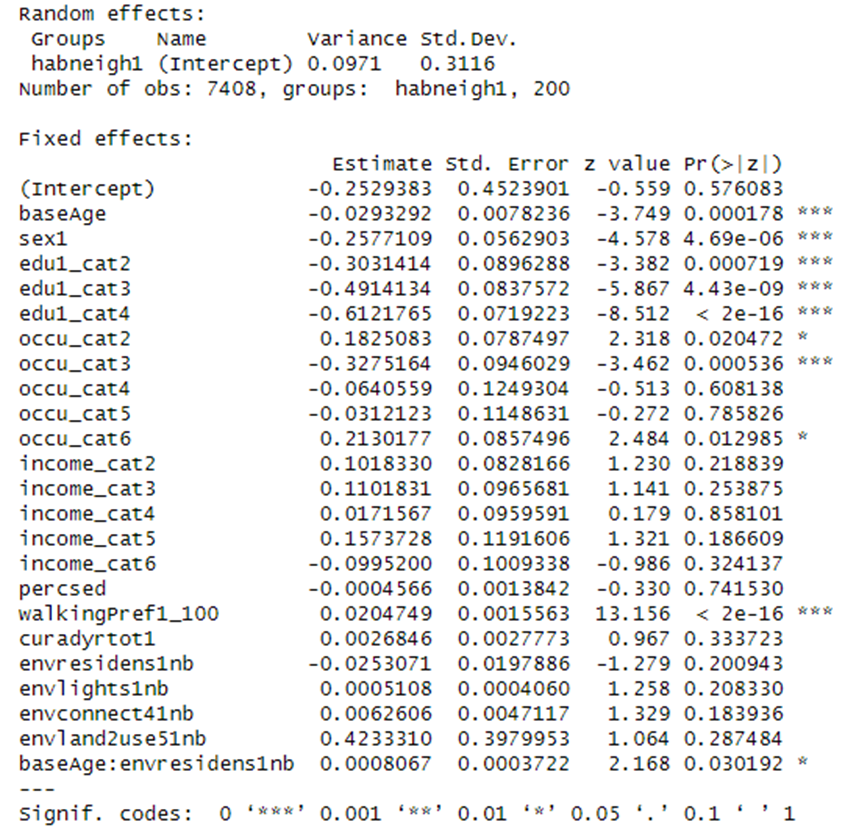 Random effects:
Groups Name Variance Std.Dev.
habneigh1 (Intercept) 0.0971 0.3116
Number of obs: 7408, groups: habneigh1, 200
Fixed effects:
Estimate Std. Error z value Pr(>|z|)
(Intercept) -0.2529383 0.4523901 -0.559 0.576083
baseAge -0.0293292 0.0078236 -3.749 0.000178 ***
sex1 -0.2577109 0.0562903 -4.578 4.69e-06 ***
edu1_cat2 -0.3031414 0.0896288 -3.382 0.000719 ***
edu1_cat3 -0.4914134 0.0837572 -5.867 4.43e-09 ***
edu1_cat4 -0.6121765 0.0719223 -8.512 < 2e-16 ***
occu_cat2 0.1825083 0.0787497 2.318 0.020472 *
occu_cat3 -0.3275164 0.0946029 -3.462 0.000536 ***
occu_cat4 -0.0640559 0.1249304 -0.513 0.608138
occu_cat5 -0.0312123 0.1148631 -0.272 0.785826
occu_cat6 0.2130177 0.0857496 2.484 0.012985 *
income_cat2 0.1018330 0.0828166 1.230 0.218839
income_cat3 0.1101831 0.0965681 1.141 0.253875
income_cat4 0.0171567 0.0959591 0.179 0.858101
income_cat5 0.1573728 0.1191606 1.321 0.186609
income_cat6 -0.0995200 0.1009338 -0.986 0.324137
percsed -0.0004566 0.0013842 -0.330 0.741530
walkingPref1_100 0.0204749 0.0015563 13.156 < 2e-16 ***
curadyrtot1 0.0026846 0.0027773 0.967 0.333723
envresidens1nb -0.0253071 0.0197886 -1.279 0.200943
envlights1nb 0.0005108 0.0004060 1.258 0.208330
envconnect41nb 0.0062606 0.0047117 1.329 0.183936
envland2use51nb 0.4233310 0.3979953 1.064 0.287484
baseAge:envresidens1nb 0.0008067 0.0003722 2.168 0.030192 *
---
Signif. codes: 0 ‘***’ 0.001 ‘**’ 0.01 ‘*’ 0.05 ‘.’ 0.1 ‘ ’ 1